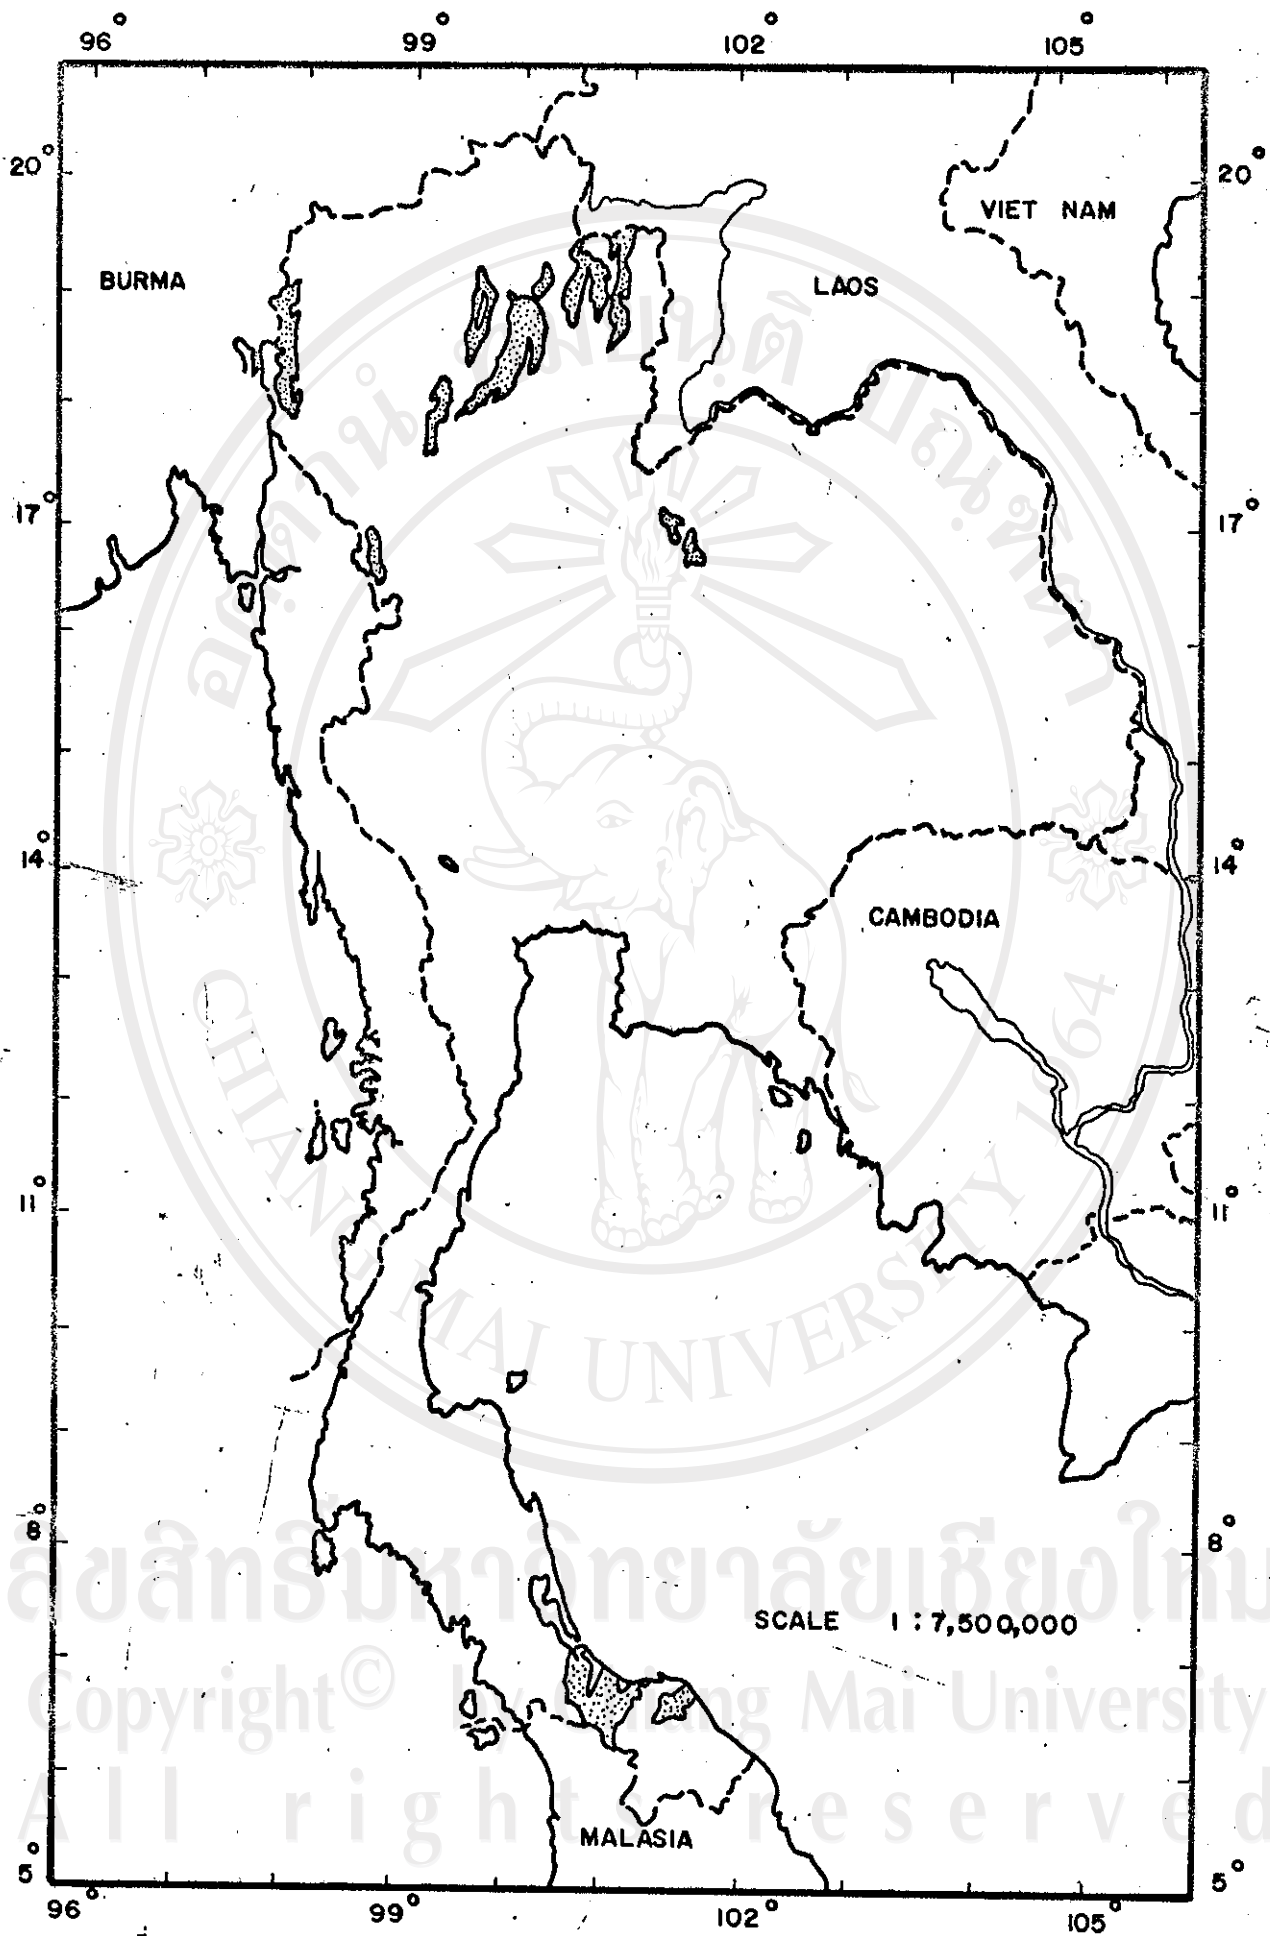 96° 99° 102° 105°
20° 20°
VIET NAM
BURMA
LAOS
17° 17°
14° 14°
CAMBODIA
11° 11°
CHIANG MAI UNIVERSITY 1964
8° 8°
ลิขสิทธิ์มหาวิทยาลัยเชียงใหม่
SCALE 1 : 7,500,000
Copyright © by Chiang Mai University
All rights reserved
MALASIA
5° 5°
96° 99° 102° 105°